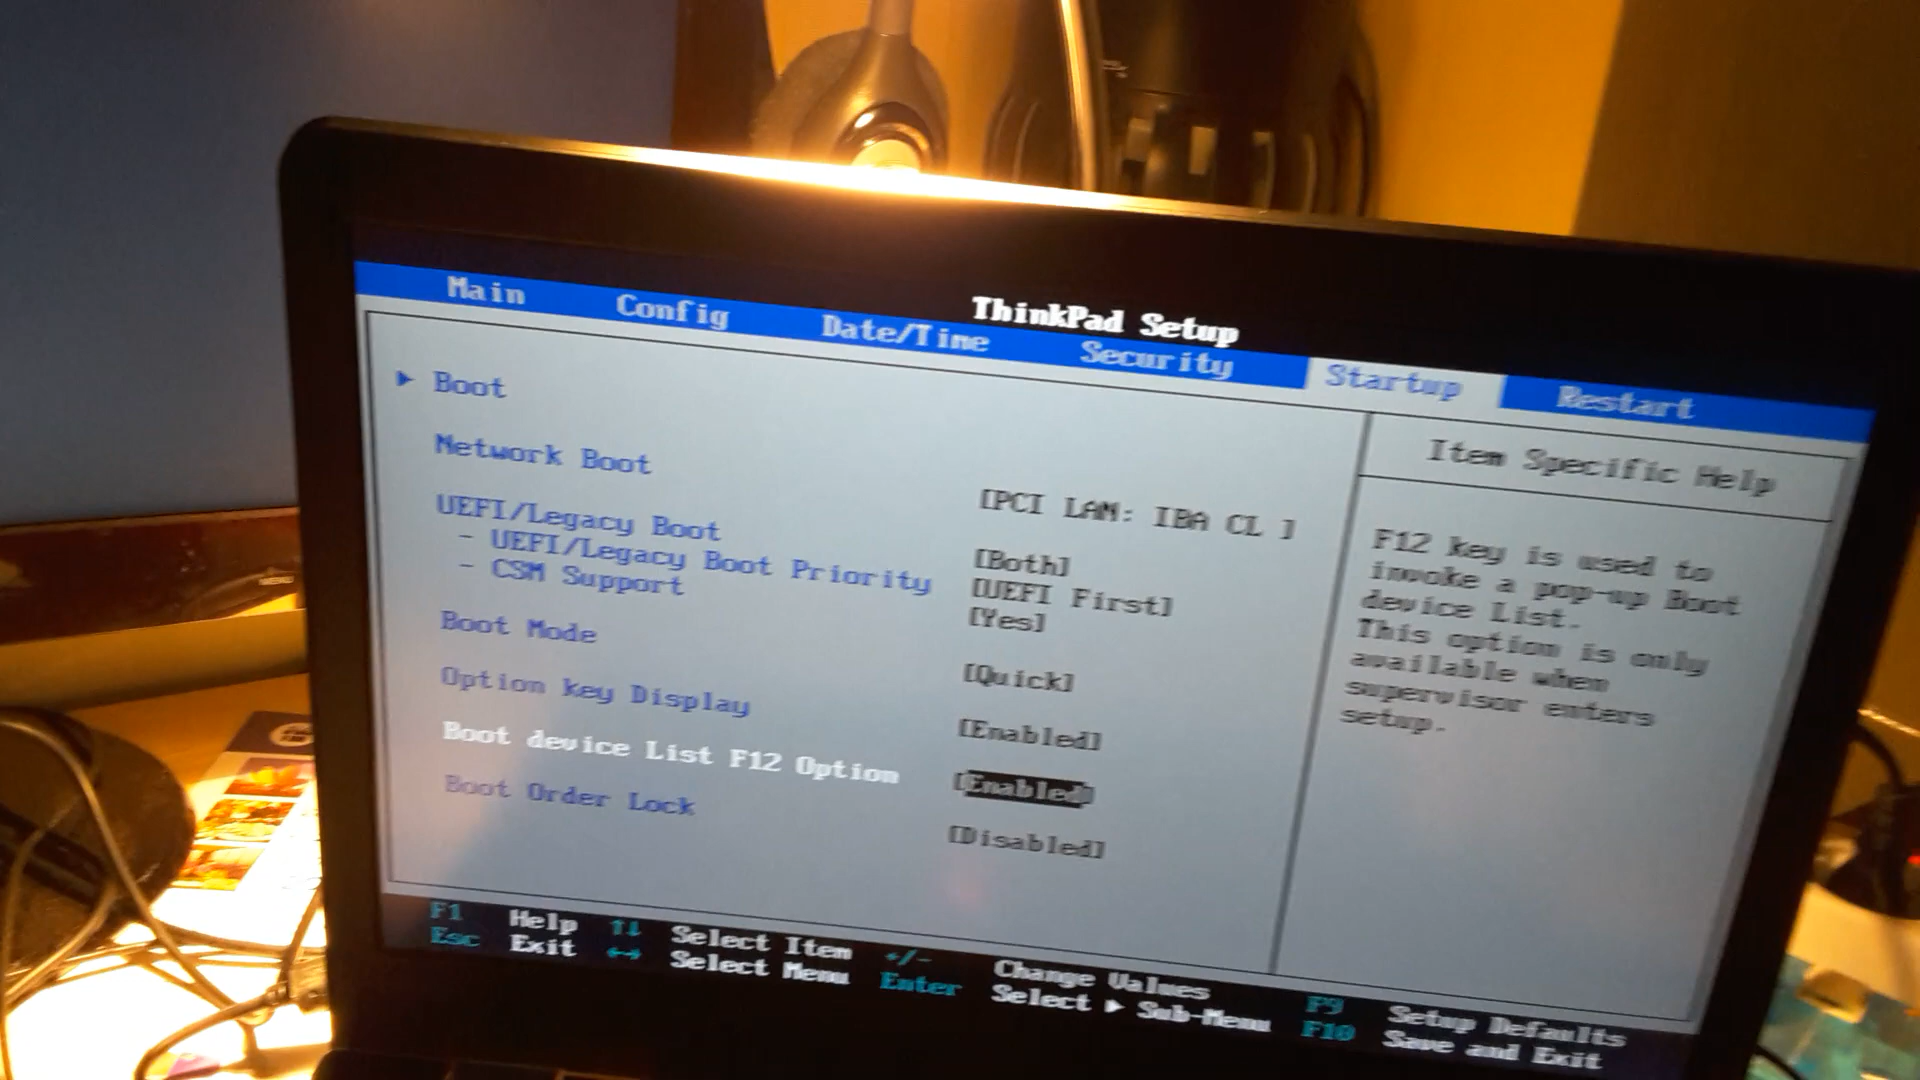 ThinkPad Setup
Main Config Date/Time Security Startup Restart
Boot
Network Boot [PCI LAN: IBA CL ]
UEFI/Legacy Boot [Both]
- UEFI/Legacy Boot Priority [UEFI First]
- CSM Support [Yes]
Boot Mode [Quick]
Option key Display [Enabled]
Boot device List F12 Option [Enabled]
Boot Order Lock [Disabled]
Item Specific Help
F12 key is used to
invoke a pop-up Boot
device List.
This option is only
available when
supervisor enters
setup.
F1 Help ↑↓ Select Item +/- Change Values F9 Setup Defaults
Esc Exit ←→ Select Menu Enter Select ▶ Sub-Menu F10 Save and Exit
MENU